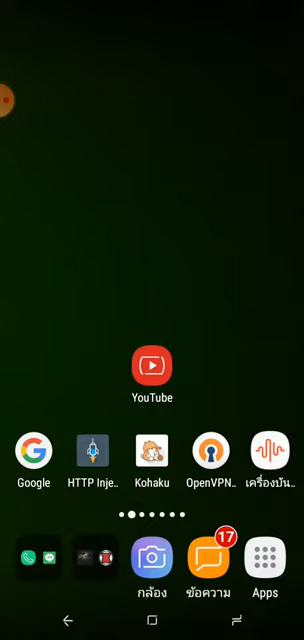 YouTube
Google
HTTP Inje..
Kohaku
OpenVPN..
เครื่องบัน..
17
กล้อง
ข้อความ
Apps